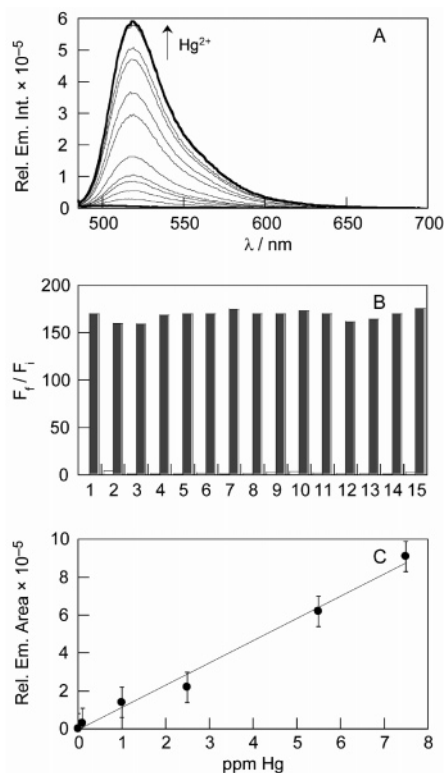 A
Hg2+
Rel. Em. Int. × 10–5
6
5
4
3
2
1
0
500 550 600 650 700
λ / nm
B
Ff / Fi
200
150
100
50
0
1 2 3 4 5 6 7 8 9 10 11 12 13 14 15
C
Rel. Em. Area × 10–5
10
8
6
4
2
0
0 1 2 3 4 5 6 7 8
ppm Hg